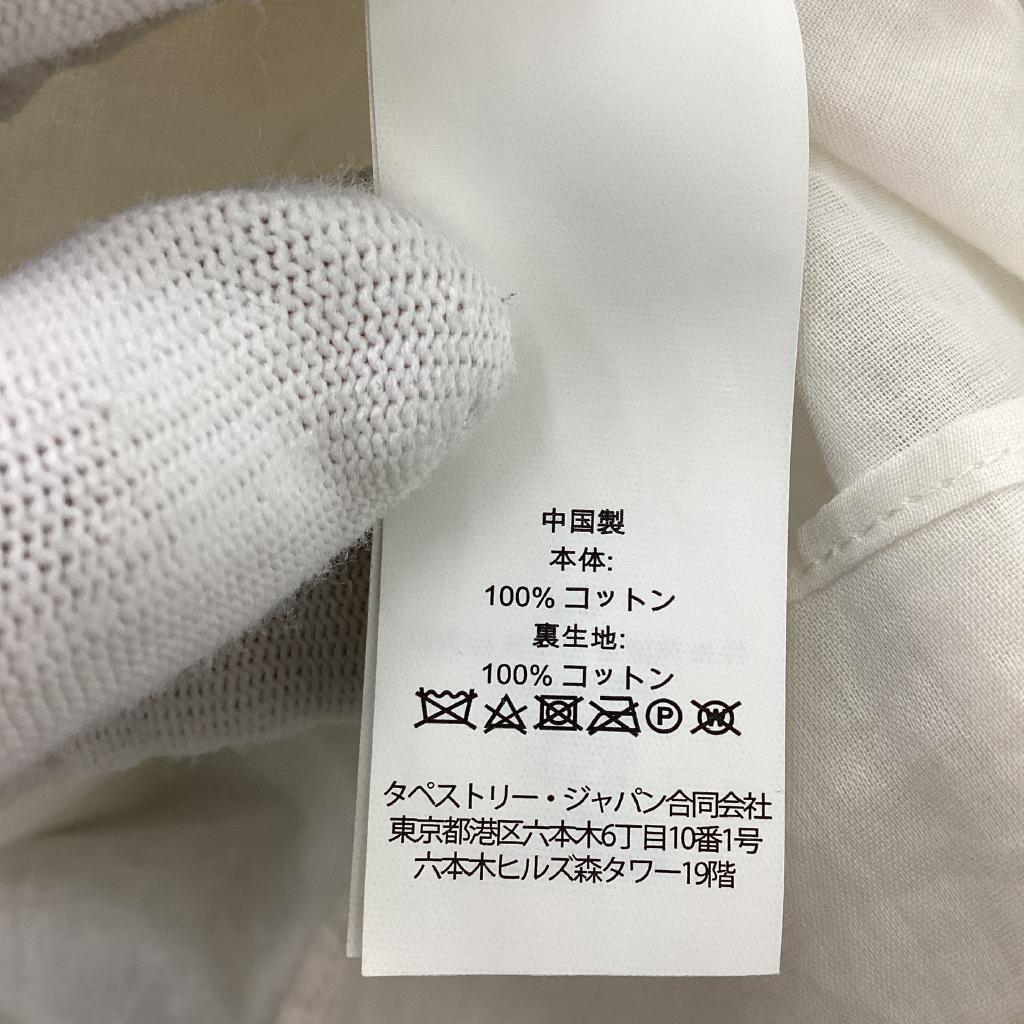 中国製
本体:
100% コットン
裏生地:
100% コットン
P W
タペストリー・ジャパン合同会社
東京都港区六本木6丁目10番1号
六本木ヒルズ森タワー19階